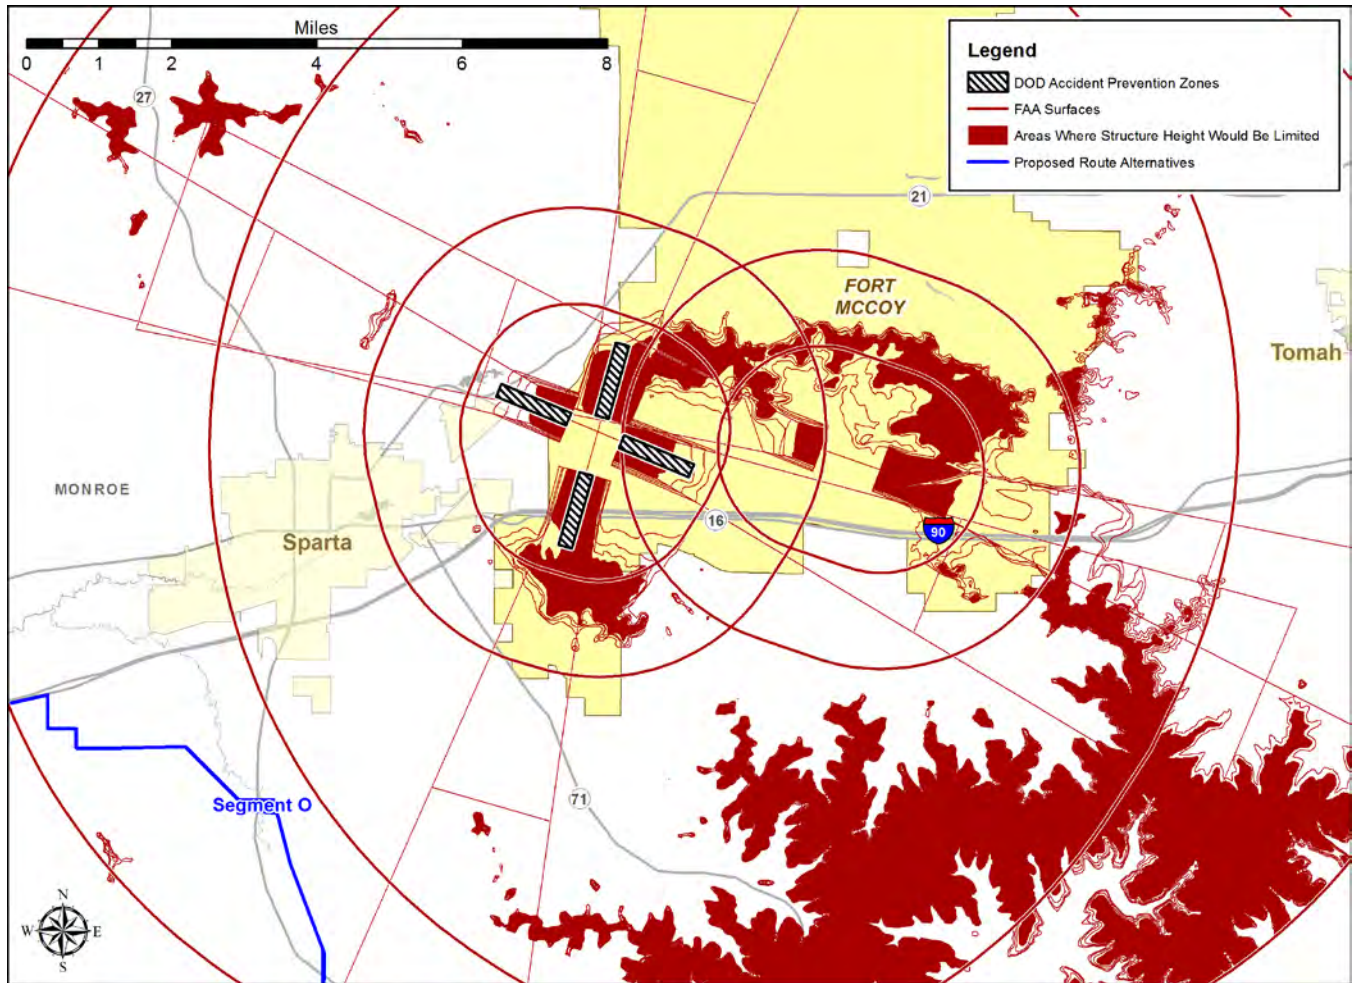 Miles
0 1 2 4 6 8
Legend
DOD Accident Prevention Zones
FAA Surfaces
Areas Where Structure Height Would Be Limited
Proposed Route Alternatives
27
21
FORT
MCCOY
Tomah
MONROE
Sparta
16
90
Segment O
71
N
W E
S